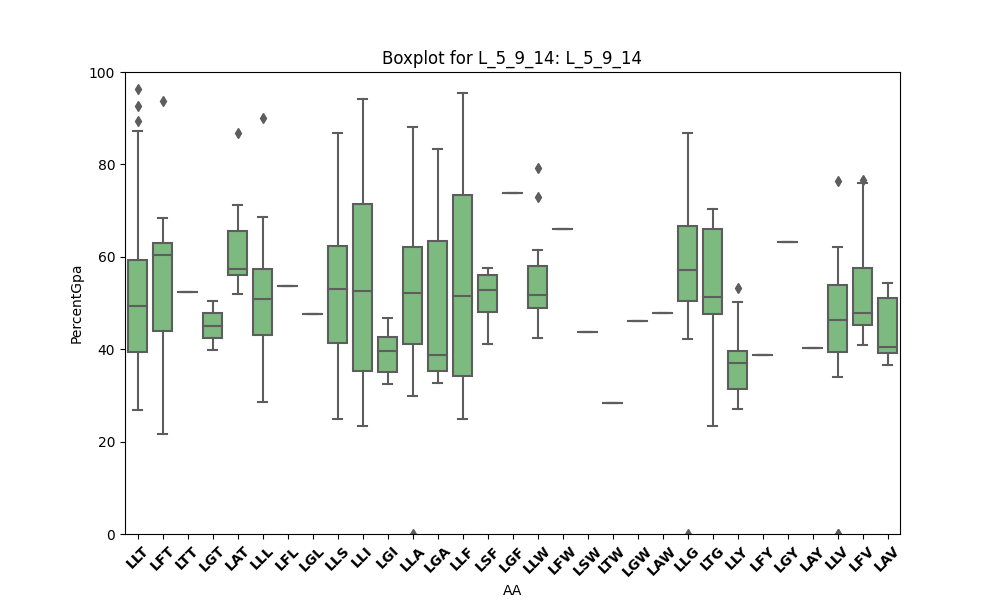 Boxplot for L_5_9_14: L_5_9_14
PercentGpa
100
80
60
40
20
0
LLT LFT LTT LGT LAT LLL LFL LGL LLS LLI LGI LLA LGA LLF LSF LGF LLW LFW LSW LTW LGW LAW LLG LTG LLY LFY LGY LAY LLV LFV LAV
AA